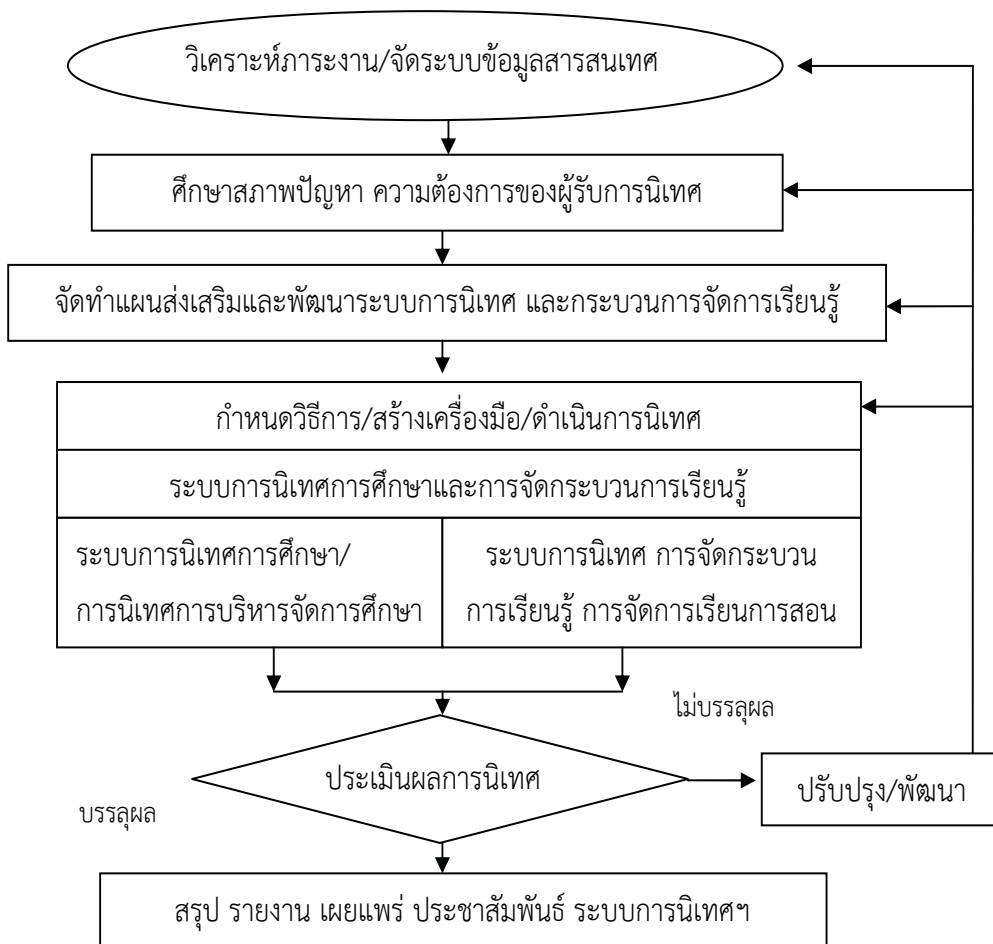 วิเคราะห์ภาระงาน/จัดระบบข้อมูลสารสนเทศ
ศึกษาสภาพปัญหา ความต้องการของผู้รับการนิเทศ
จัดทำแผนส่งเสริมและพัฒนาระบบการนิเทศ และกระบวนการจัดการเรียนรู้
กำหนดวิธีการ/สร้างเครื่องมือ/ดำเนินการนิเทศ
ระบบการนิเทศการศึกษาและการจัดกระบวนการเรียนรู้
ระบบการนิเทศการศึกษา/
การนิเทศการบริหารจัดการศึกษา
ระบบการนิเทศ การจัดกระบวน
การเรียนรู้ การจัดการเรียนการสอน
ไม่บรรลุผล
ประเมินผลการนิเทศ
ปรับปรุง/พัฒนา
บรรลุผล
สรุป รายงาน เผยแพร่ ประชาสัมพันธ์ ระบบการนิเทศฯ